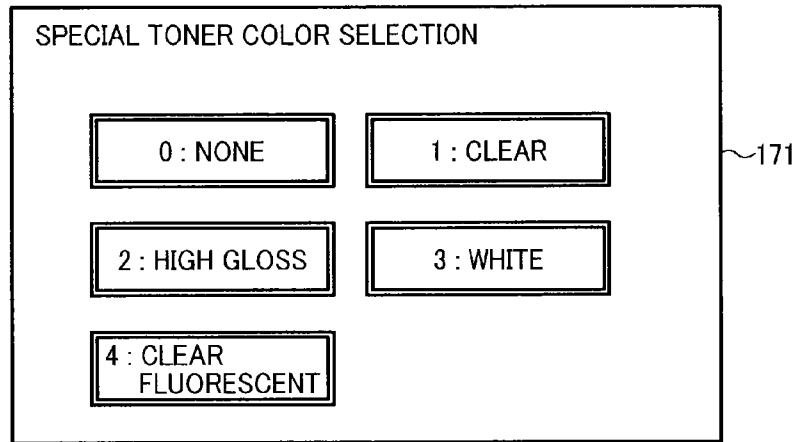 SPECIAL TONER COLOR SELECTION
0 : NONE
1 : CLEAR
171
2 : HIGH GLOSS
3 : WHITE
4 : CLEAR
FLUORESCENT